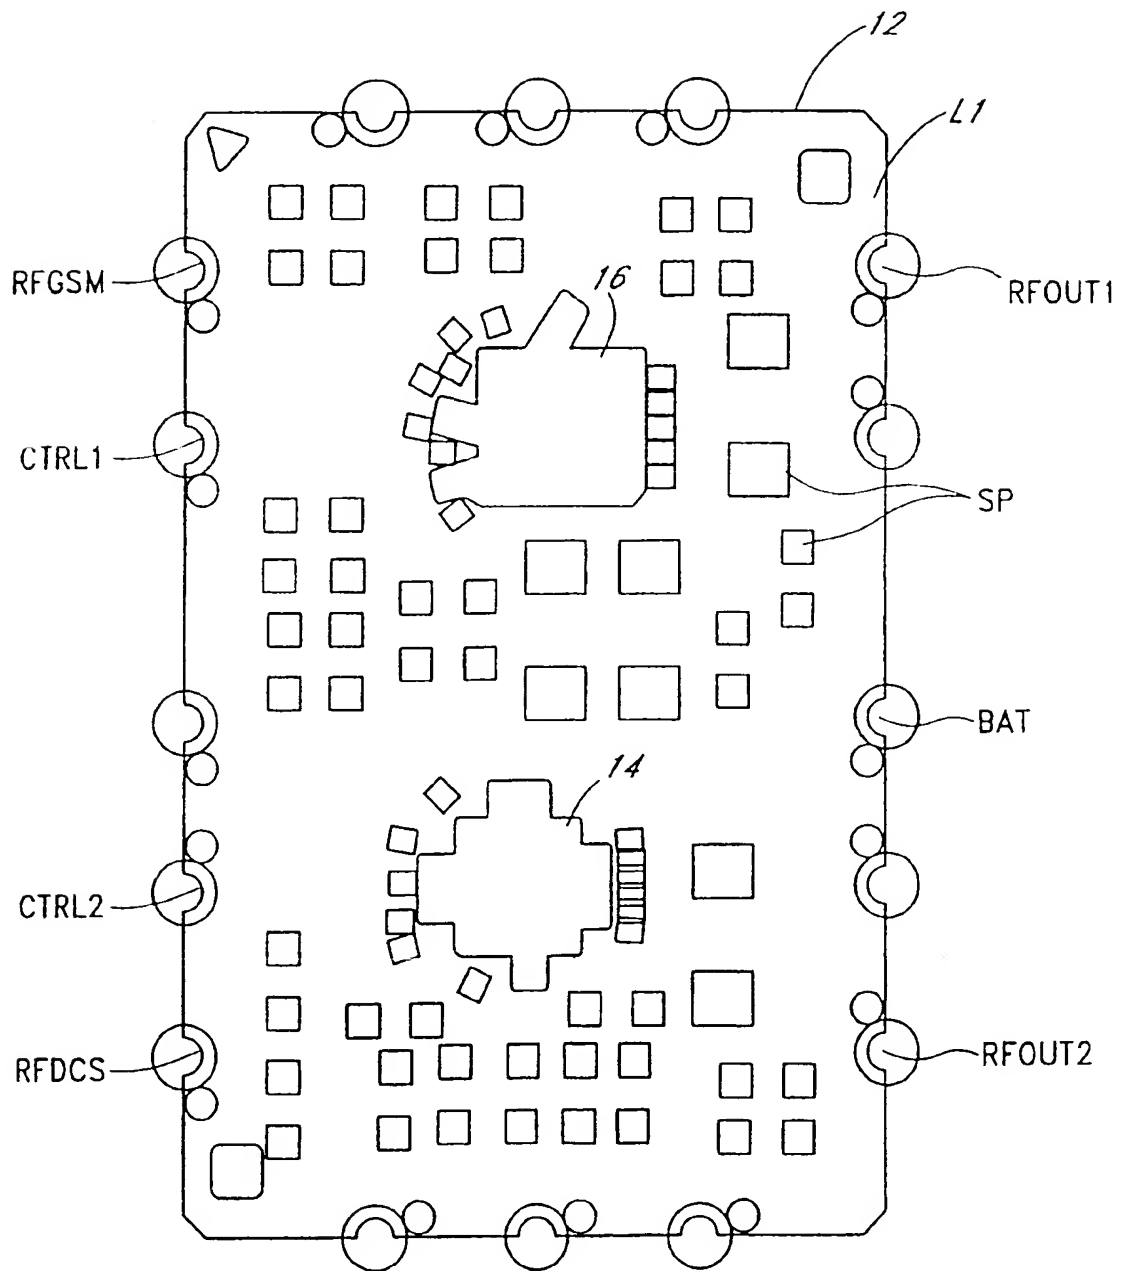 12
L1
RFGSM
16
RFOUT1
CTRL1
SP
BAT
14
CTRL2
RFDCS
RFOUT2